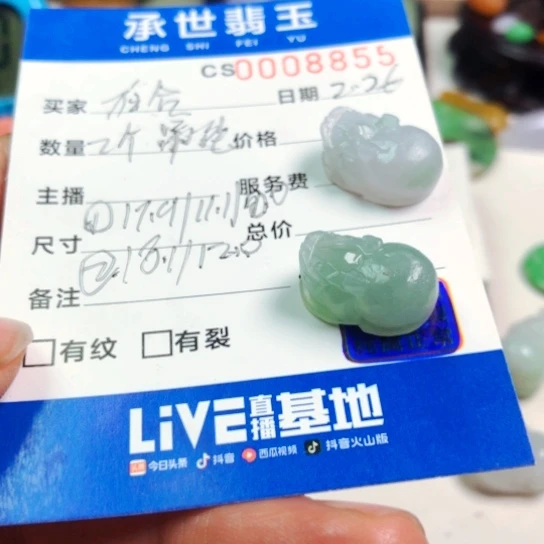 承世翡玉
CHENG SHI FEI YU
CS0008855
买家 日期 2.26
数量 2个 价格
主播 服务费
尺寸 总价
备注
有纹 有裂
LiVE直播基地
今日头条 抖音 西瓜视频 抖音火山版